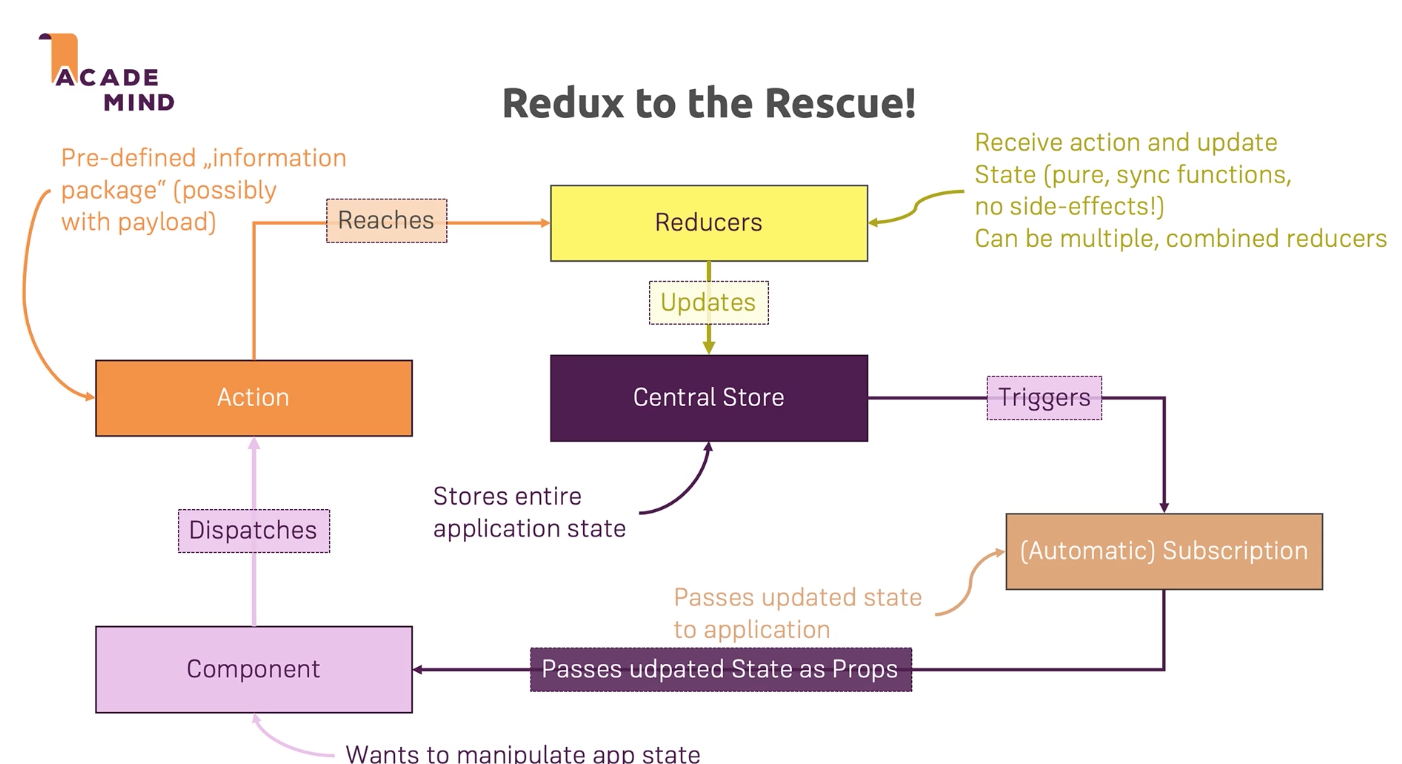 ACADE
MIND
Redux to the Rescue!
Pre-defined „information
package“ (possibly
with payload)
Reaches
Reducers
Receive action and update
State (pure, sync functions,
no side-effects!)
Can be multiple, combined reducers
Updates
Action
Central Store
Triggers
Stores entire
application state
Dispatches
(Automatic) Subscription
Passes updated state
to application
Component
Passes udpated State as Props
Wants to manipulate app state